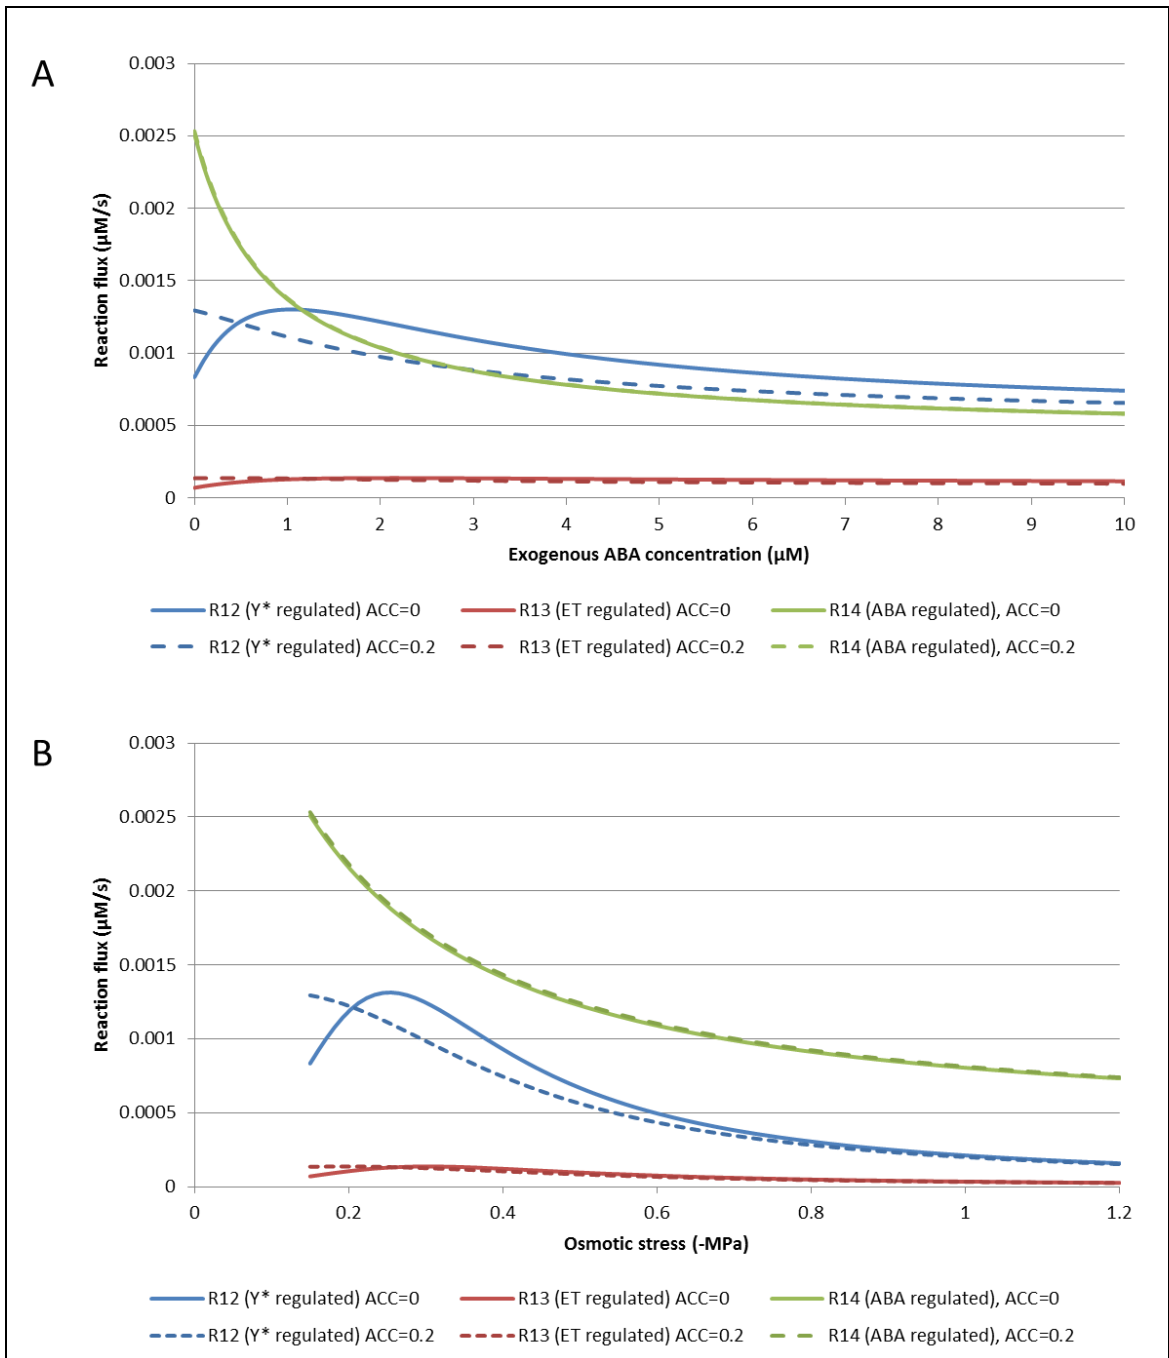 A
0.003
0.0025
0.002
0.0015
0.001
0.0005
0
Reaction flux (µM/s)
0 1 2 3 4 5 6 7 8 9 10
Exogenous ABA concentration (µM)
R12 (Y* regulated) ACC=0 R13 (ET regulated) ACC=0 R14 (ABA regulated), ACC=0
R12 (Y* regulated) ACC=0.2 R13 (ET regulated) ACC=0.2 R14 (ABA regulated), ACC=0.2
B
0.003
0.0025
0.002
0.0015
0.001
0.0005
0
Reaction flux (µM/s)
0 0.2 0.4 0.6 0.8 1 1.2
Osmotic stress (-MPa)
R12 (Y* regulated) ACC=0 R13 (ET regulated) ACC=0 R14 (ABA regulated), ACC=0
R12 (Y* regulated) ACC=0.2 R13 (ET regulated) ACC=0.2 R14 (ABA regulated), ACC=0.2